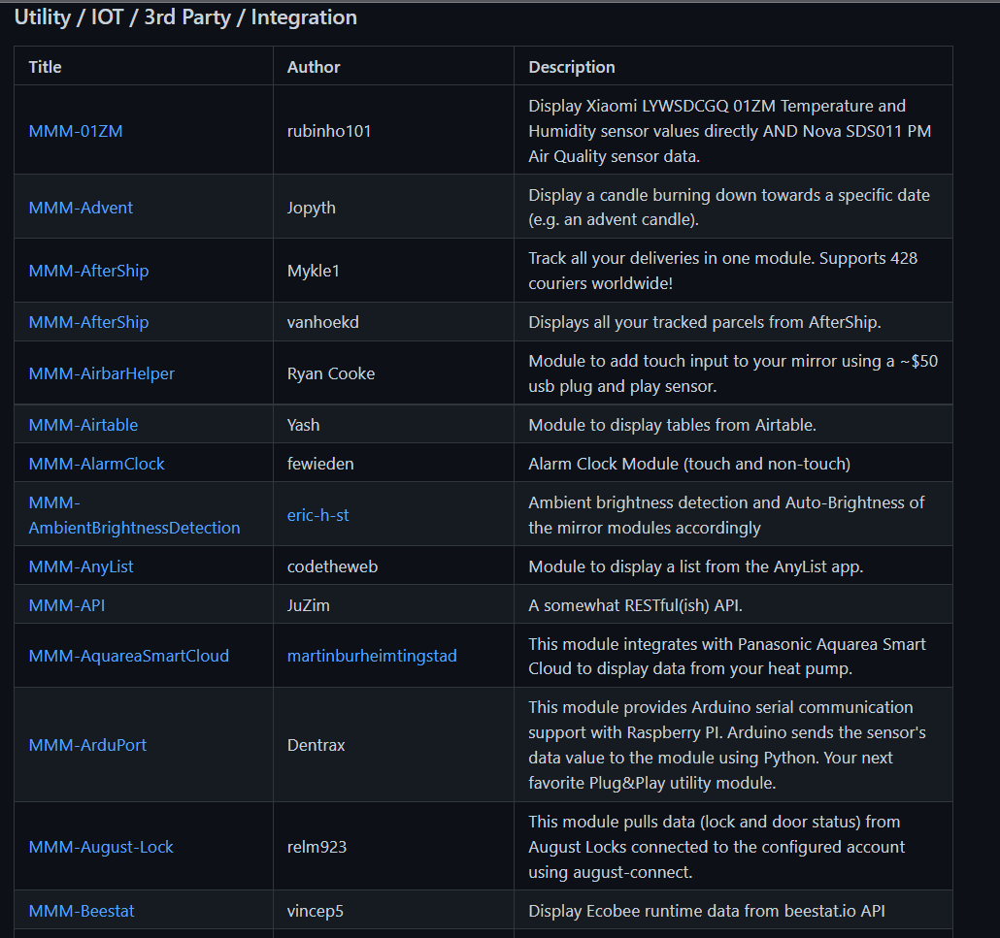 Utility / IOT / 3rd Party / Integration
Title Author Description
MMM-01ZM rubinho101 Display Xiaomi LYWSDCGQ 01ZM Temperature and
Humidity sensor values directly AND Nova SDS011 PM
Air Quality sensor data.
MMM-Advent Jopyth Display a candle burning down towards a specific date
(e.g. an advent candle).
MMM-AfterShip Mykle1 Track all your deliveries in one module. Supports 428
couriers worldwide!
MMM-AfterShip vanhoekd Displays all your tracked parcels from AfterShip.
MMM-AirbarHelper Ryan Cooke Module to add touch input to your mirror using a ~$50
usb plug and play sensor.
MMM-Airtable Yash Module to display tables from Airtable.
MMM-AlarmClock fewieden Alarm Clock Module (touch and non-touch)
MMM-
AmbientBrightnessDetection eric-h-st Ambient brightness detection and Auto-Brightness of
the mirror modules accordingly
MMM-AnyList codetheweb Module to display a list from the AnyList app.
MMM-API JuZim A somewhat RESTful(ish) API.
MMM-AquareaSmartCloud martinburheimtingstad This module integrates with Panasonic Aquarea Smart
Cloud to display data from your heat pump.
MMM-ArduPort Dentrax This module provides Arduino serial communication
support with Raspberry PI. Arduino sends the sensor's
data value to the module using Python. Your next
favorite Plug&Play utility module.
MMM-August-Lock relm923 This module pulls data (lock and door status) from
August Locks connected to the configured account
using august-connect.
MMM-Beestat vincep5 Display Ecobee runtime data from beestat.io API